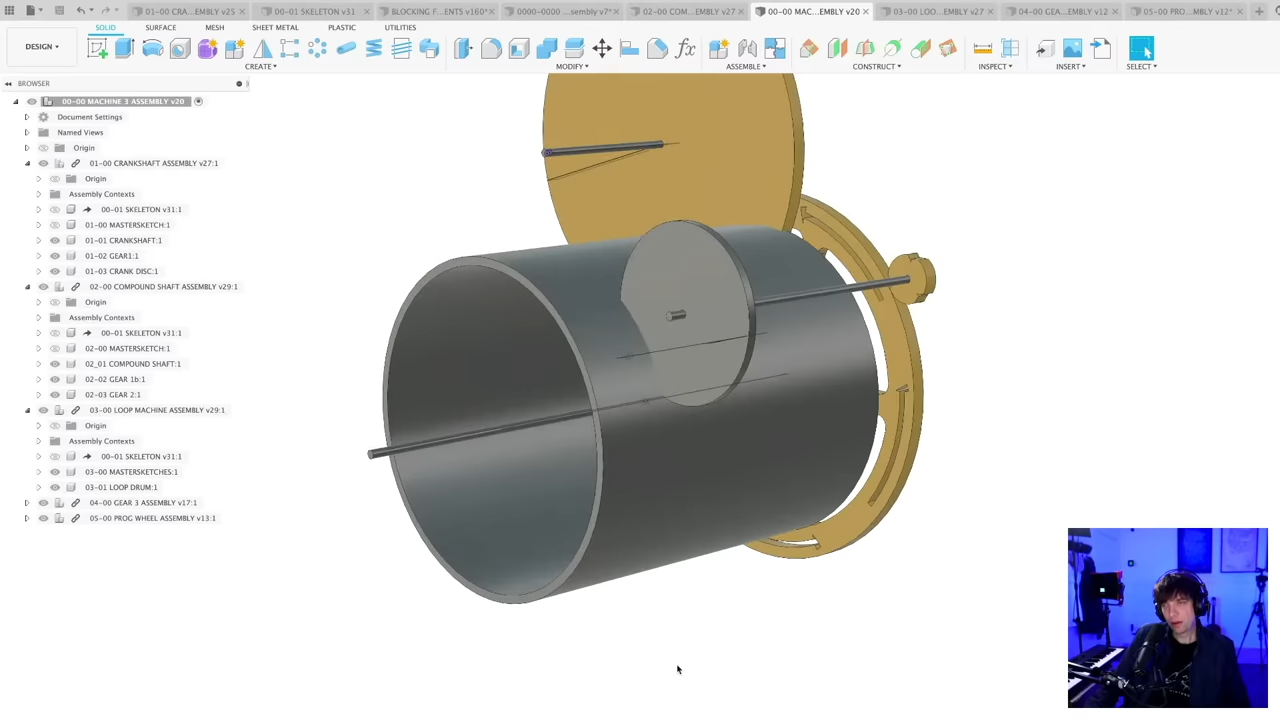 01-00 CRA...EMBLY v25
00-01 SKELETON v31
BLOCKING F...ENTS v160*
0000-0000 ...sembly v7*
02-00 COM...EMBLY v27
00-00 MAC...EMBLY v20
03-00 LOO...EMBLY v27
04-00 GEA...EMBLY v12
05-00 PRO...MBLY v12*
SOLID
SURFACE
MESH
SHEET METAL
PLASTIC
UTILITIES
DESIGN
CREATE
MODIFY
ASSEMBLE
CONSTRUCT
INSPECT
INSERT
SELECT
BROWSER
00-00 MACHINE 3 ASSEMBLY v20
Document Settings
Named Views
Origin
01-00 CRANKSHAFT ASSEMBLY v27:1
Origin
Assembly Contexts
00-01 SKELETON v31:1
01-00 MASTERSKETCH:1
01-01 CRANKSHAFT:1
01-02 GEAR1:1
01-03 CRANK DISC:1
02-00 COMPOUND SHAFT ASSEMBLY v29:1
Origin
Assembly Contexts
00-01 SKELETON v31:1
02-00 MASTERSKETCH:1
02_01 COMPOUND SHAFT:1
02-02 GEAR 1b:1
02-03 GEAR 2:1
03-00 LOOP MACHINE ASSEMBLY v29:1
Origin
Assembly Contexts
00-01 SKELETON v31:1
03-00 MASTERSKETCHES:1
03-01 LOOP DRUM:1
04-00 GEAR 3 ASSEMBLY v17:1
05-00 PROG WHEEL ASSEMBLY v13:1